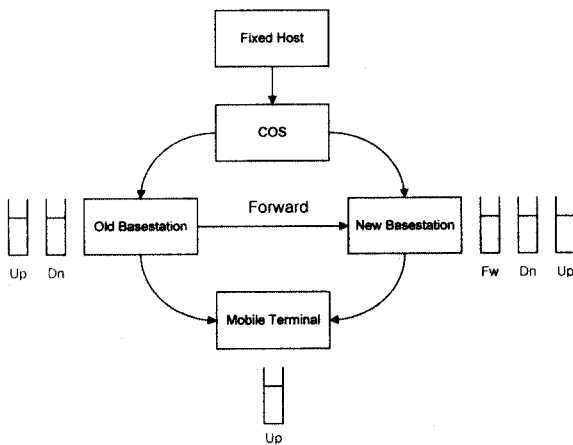 Fixed Host
COS
Forward
Old Basestation
New Basestation
Up
Dn
Fw
Dn
Up
Mobile Terminal
Up